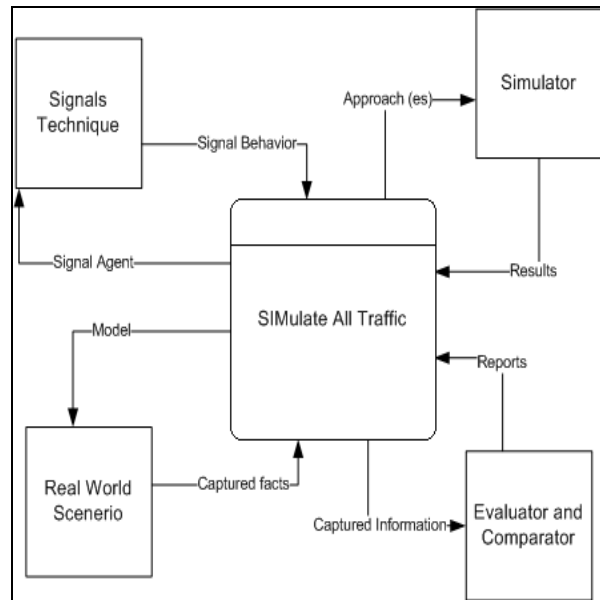 Signals
Technique
Simulator
Approach (es)
Signal Behavior
Signal Agent
Results
SIMulate All Traffic
Model
Reports
Real World
Scenerio
Captured facts
Captured Information
Evaluator and
Comparator